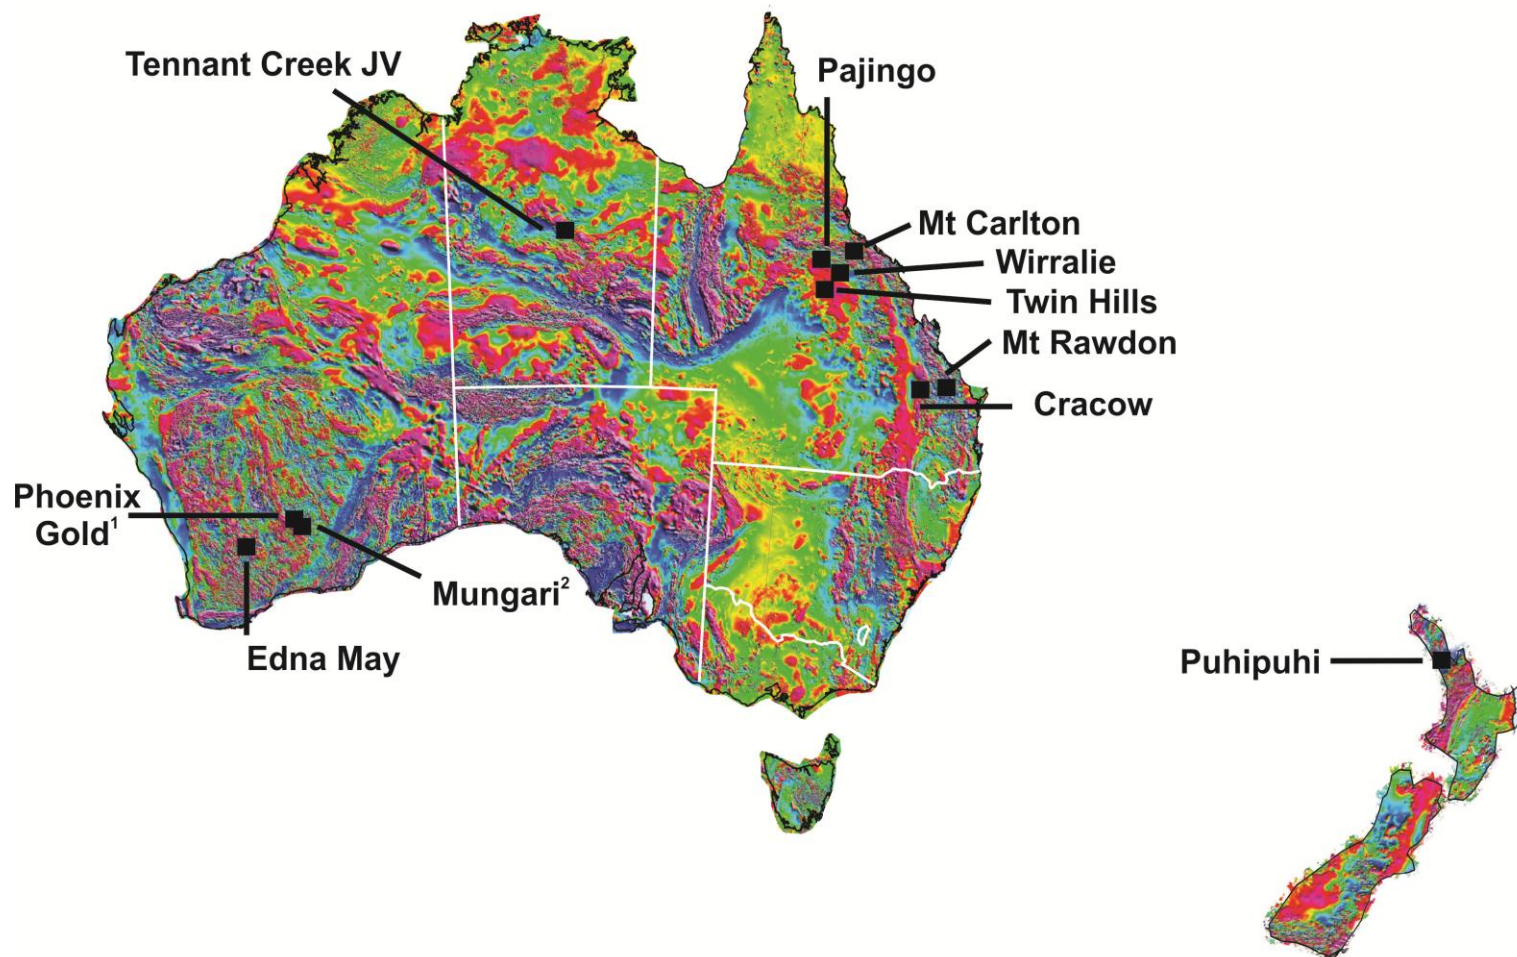 Tennant Creek JV
Pajingo
Mt Carlton
Wirralie
Twin Hills
Mt Rawdon
Cracow
Phoenix
Gold¹
Mungari²
Edna May
Puhipuhi